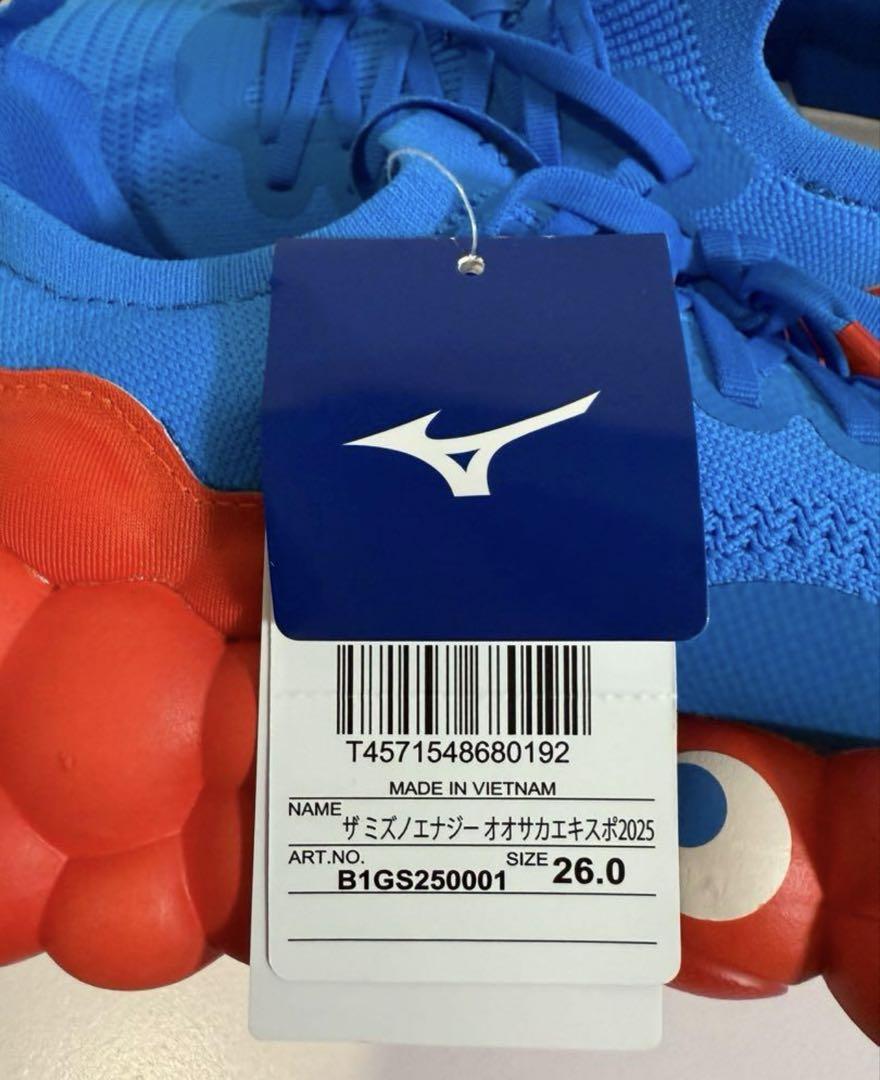 T4571548680192
MADE IN VIETNAM
NAME ザ ミズノエナジー オオサカエキスポ2025
ART.NO. B1GS250001 SIZE 26.0